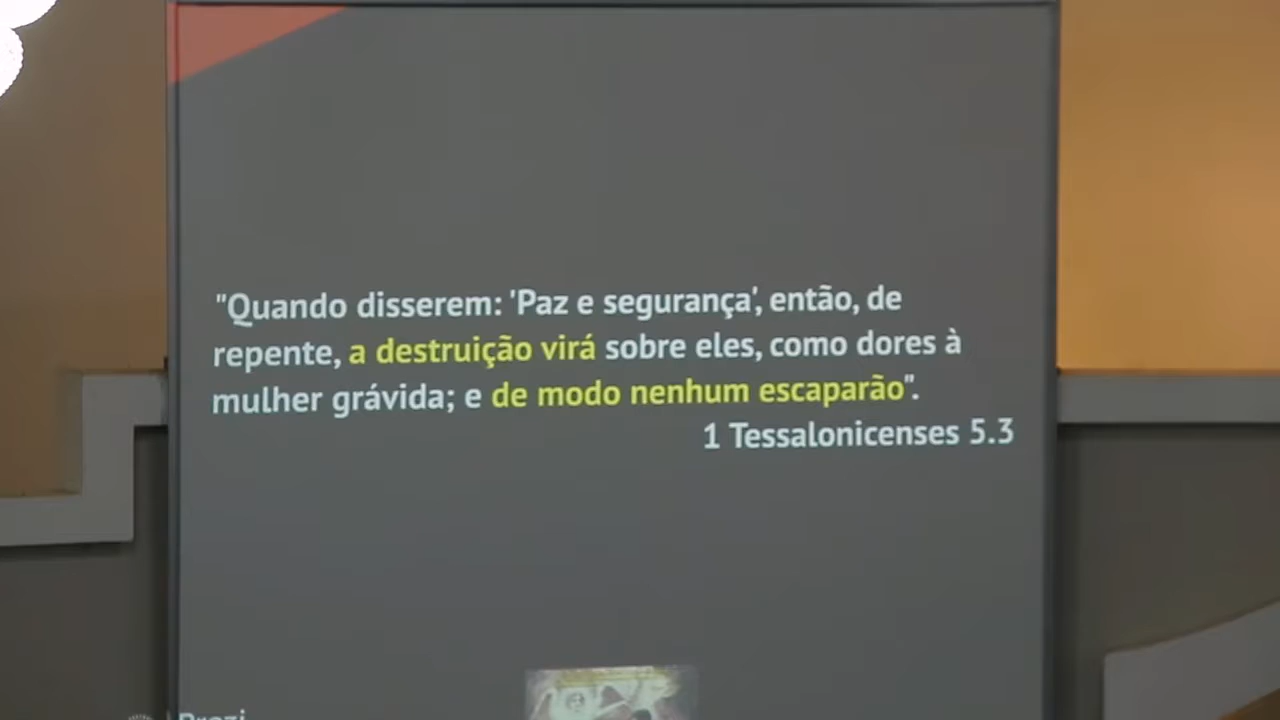 "Quando disserem: 'Paz e segurança', então, de
repente, a destruição virá sobre eles, como dores à
mulher grávida; e de modo nenhum escaparão".
1 Tessalonicenses 5.3
Prezi